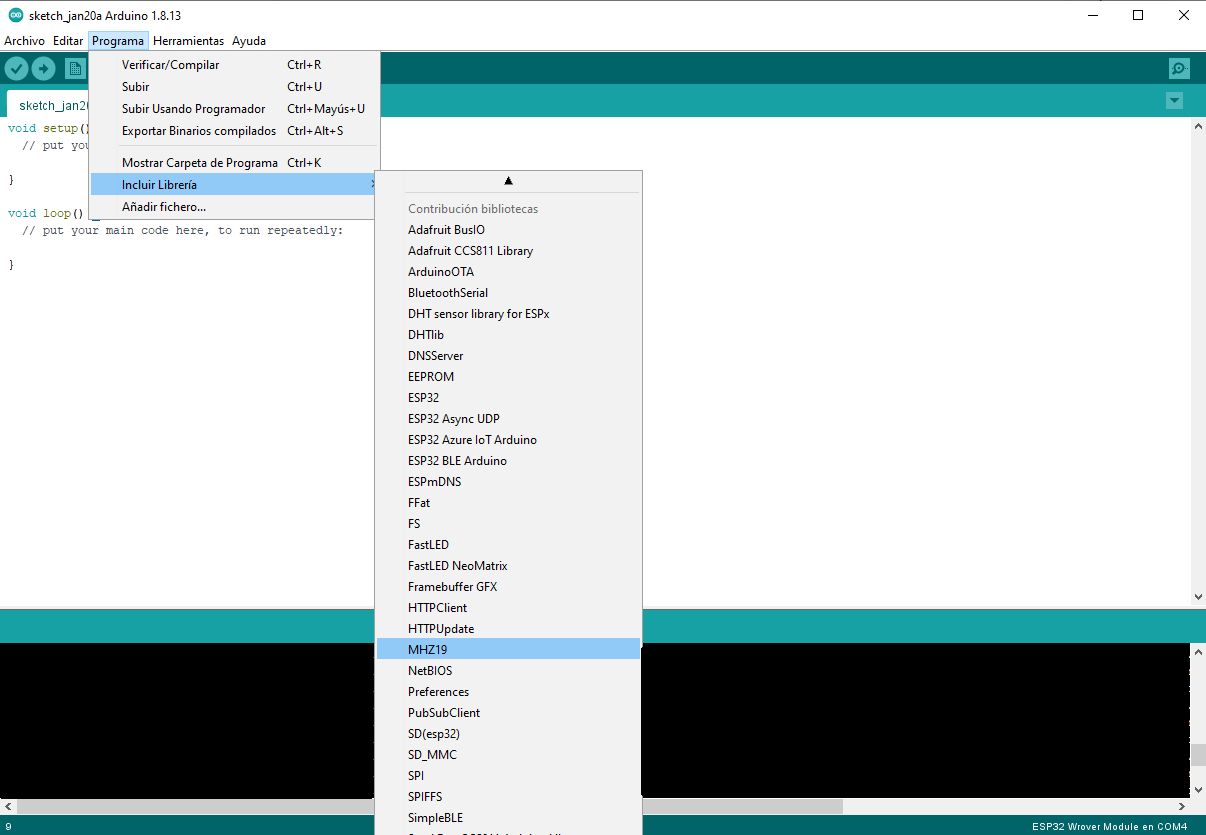 sketch_jan20a Arduino 1.8.13
Archivo Editar Programa Herramientas Ayuda
Verificar/Compilar Ctrl+R
Subir Ctrl+U
Subir Usando Programador Ctrl+Mayús+U
Exportar Binarios compilados Ctrl+Alt+S
Mostrar Carpeta de Programa Ctrl+K
Incluir Librería
Añadir fichero...
sketch_jan20
void setup()
// put you
}
void loop()
// put your main code here, to run repeatedly:
}
Contribución bibliotecas
Adafruit BusIO
Adafruit CCS811 Library
ArduinoOTA
BluetoothSerial
DHT sensor library for ESPx
DHTlib
DNSServer
EEPROM
ESP32
ESP32 Async UDP
ESP32 Azure IoT Arduino
ESP32 BLE Arduino
ESPmDNS
FFat
FS
FastLED
FastLED NeoMatrix
Framebuffer GFX
HTTPClient
HTTPUpdate
MHZ19
NetBIOS
Preferences
PubSubClient
SD(esp32)
SD_MMC
SPI
SPIFFS
SimpleBLE
9
ESP32 Wrover Module en COM4